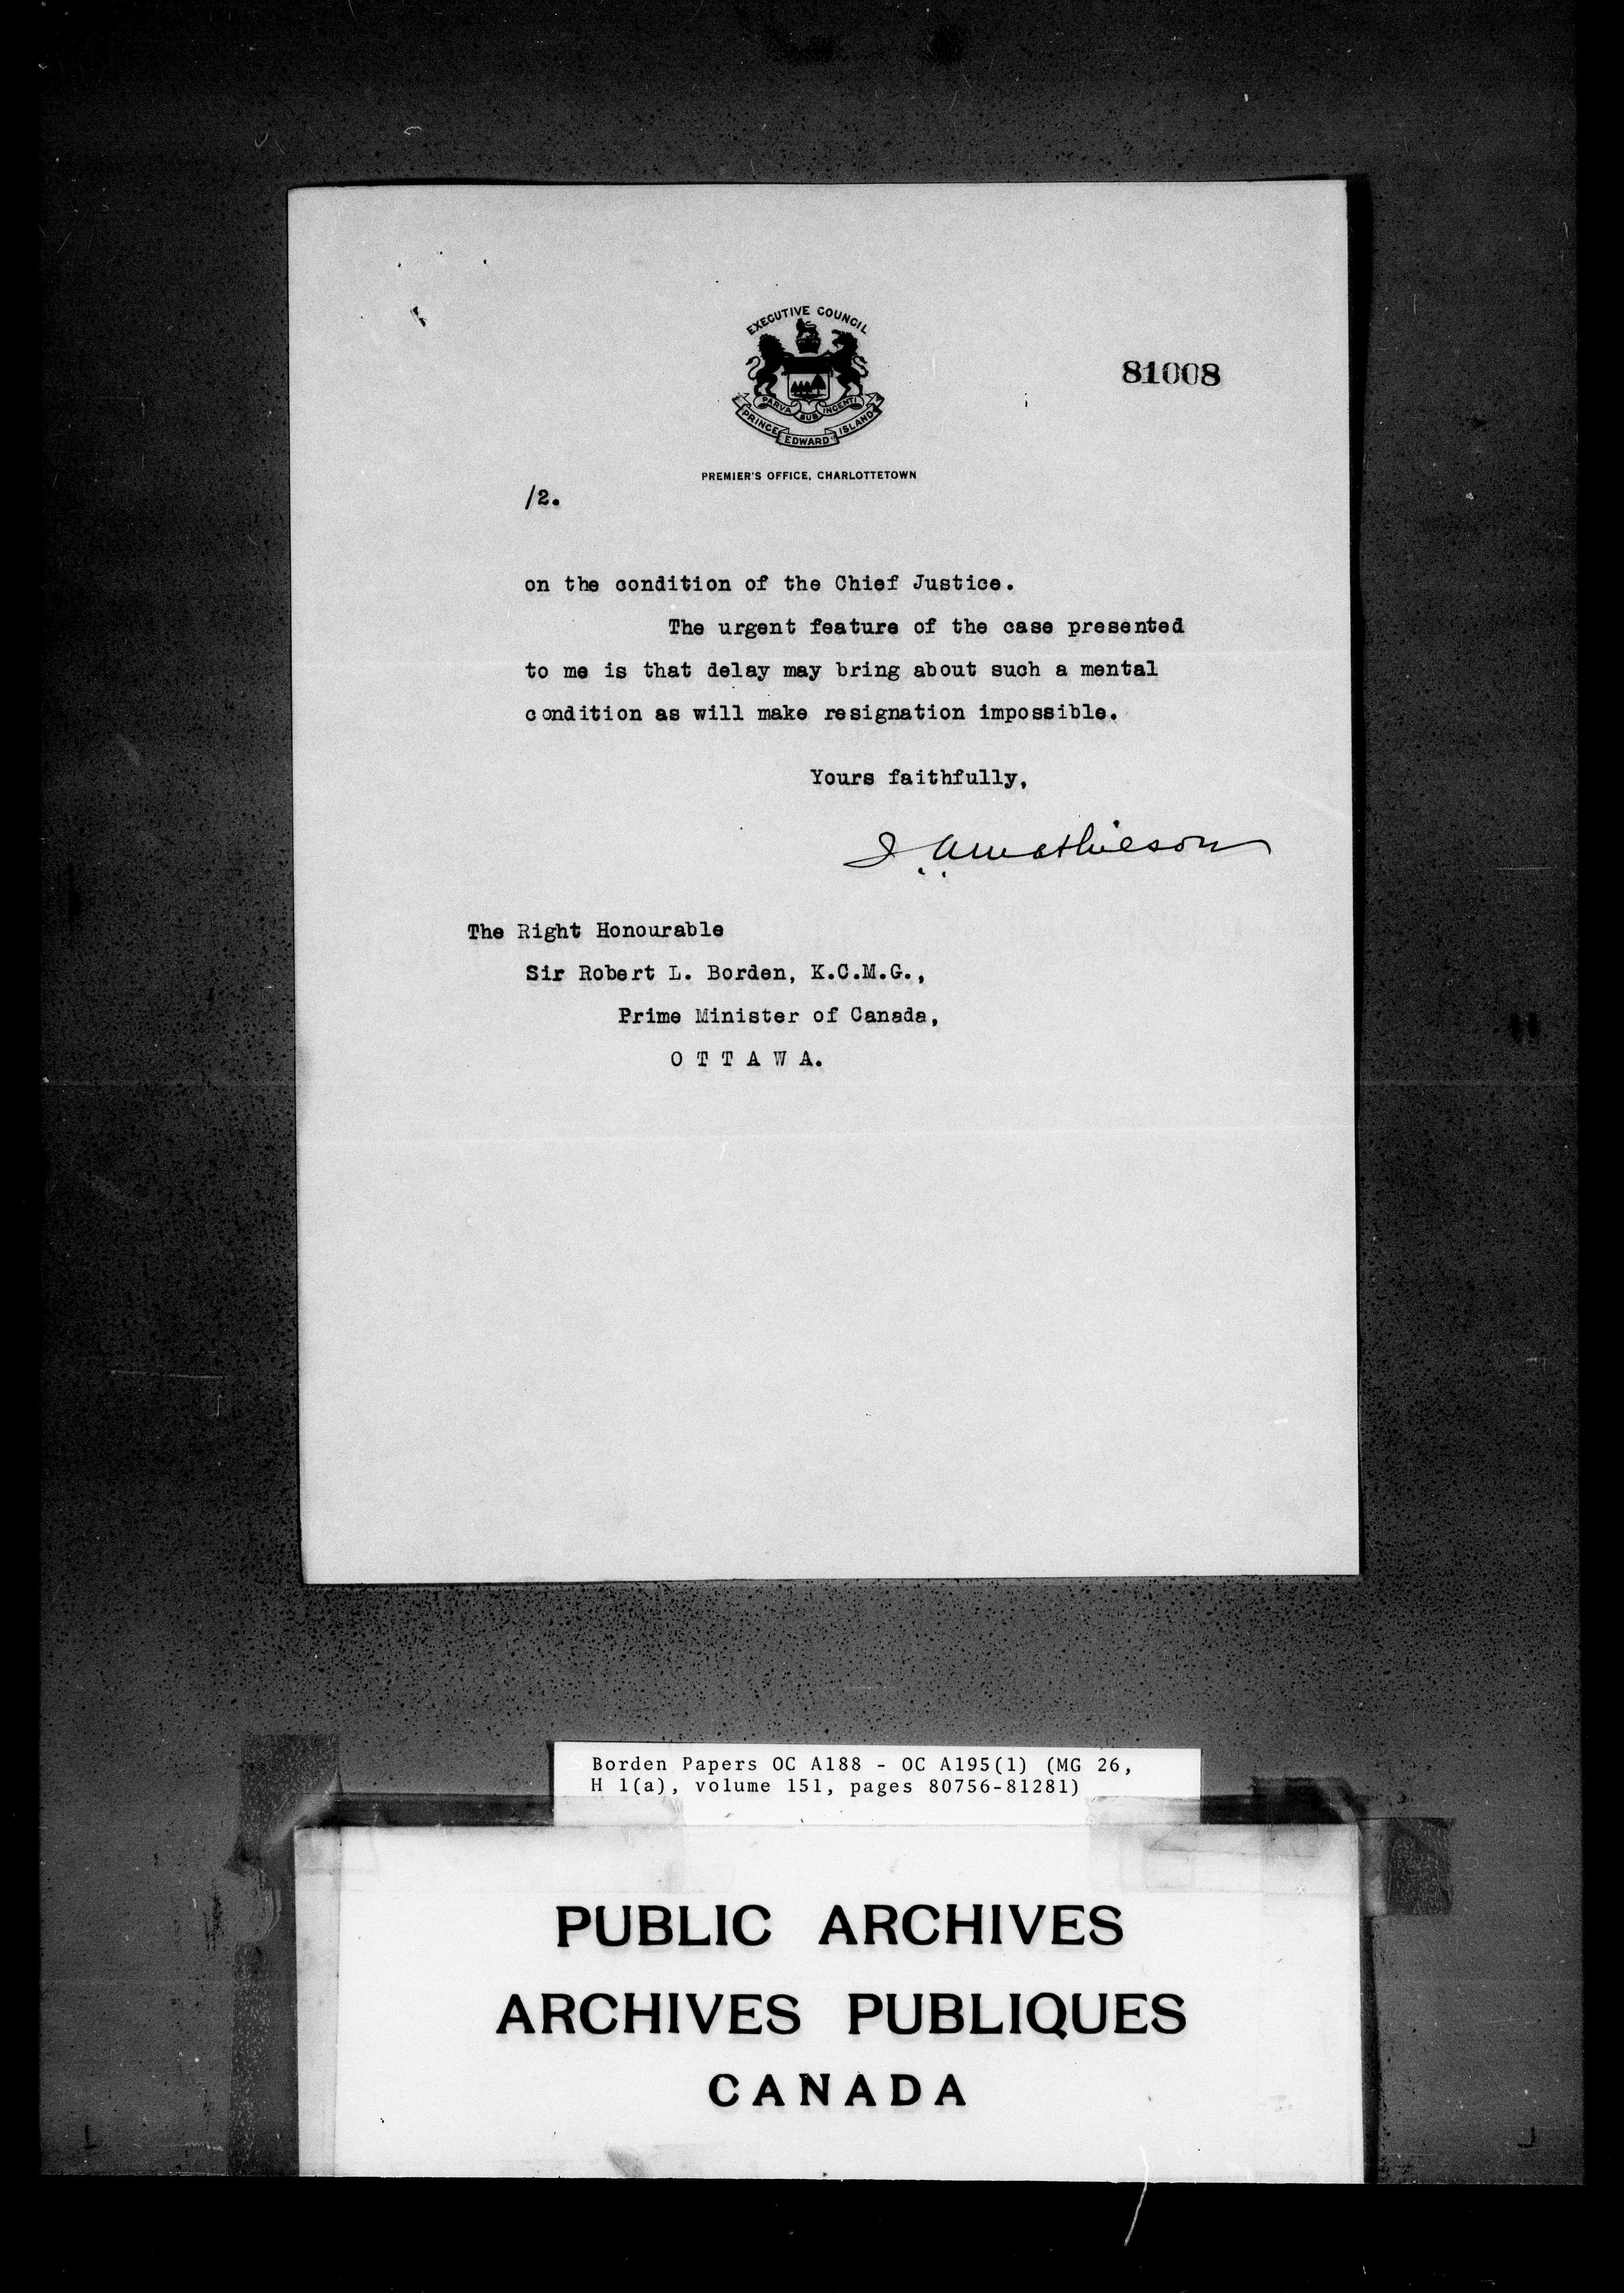 EXECUTIVE COUNCIL
PARVA SUB INGENTI
PRINCE EDWARD ISLAND
81008
PREMIER'S OFFICE, CHARLOTTETOWN
/2.
on the condition of the Chief Justice.
The urgent feature of the case presented
to me is that delay may bring about such a mental
condition as will make resignation impossible.
Yours faithfully,
J. A. Mathieson
The Right Honourable
Sir Robert L. Borden, K.C.M.G.,
Prime Minister of Canada,
O T T A W A.
Borden Papers OC A188 - OC A195(1) (MG 26,
H 1(a), volume 151, pages 80756-81281)
PUBLIC ARCHIVES
ARCHIVES PUBLIQUES
CANADA